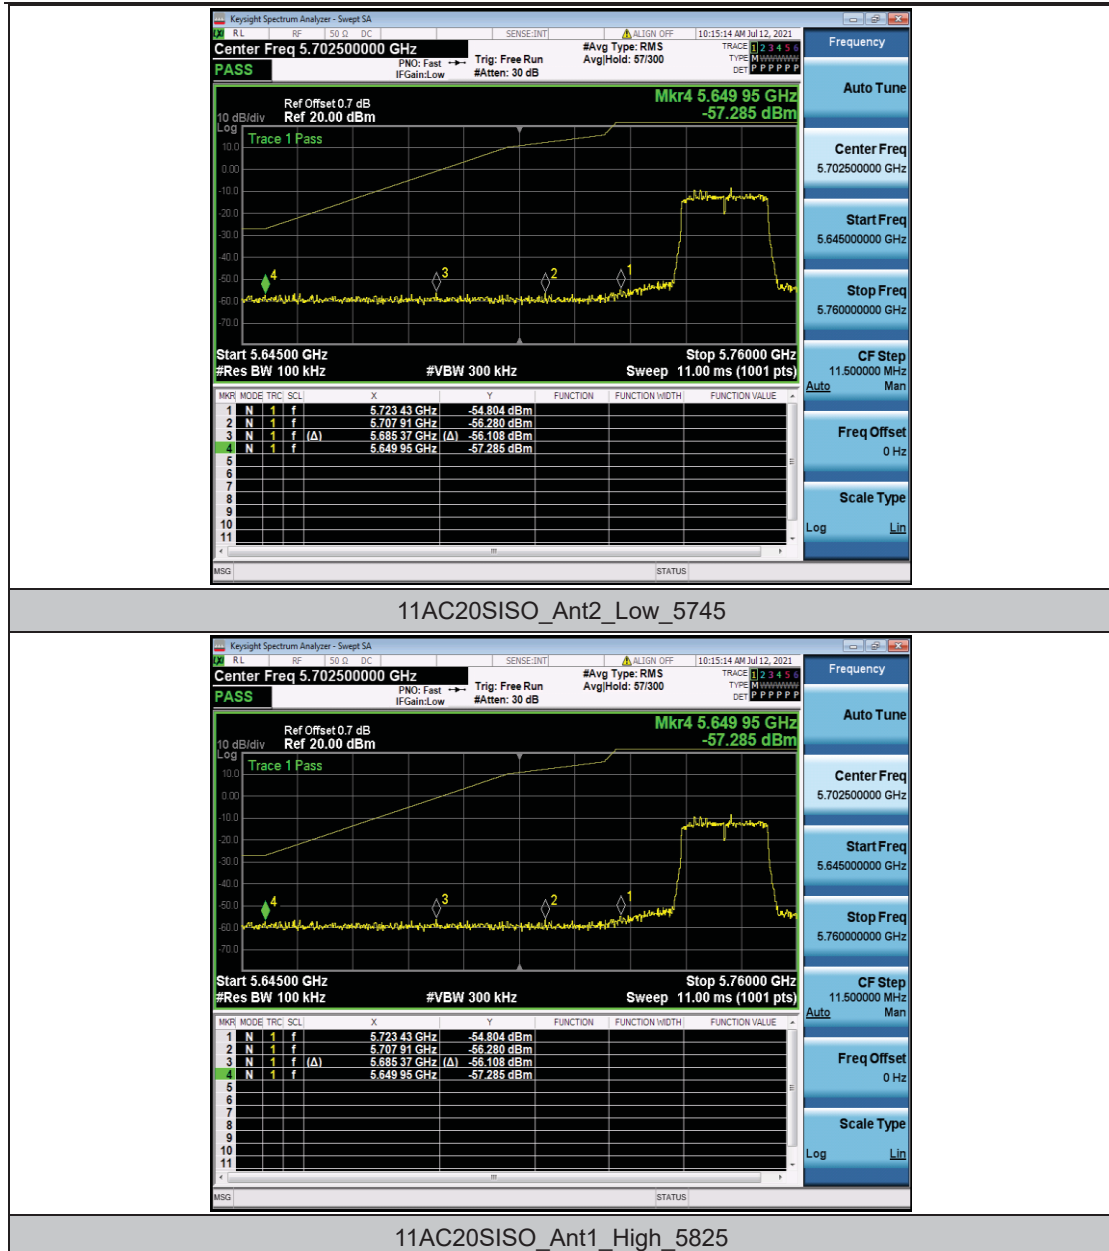 Keysight Spectrum Analyzer - Swept SA
RL RF 50 Ω DC SENSE:INT ALIGN OFF 10:15:14 AM Jul 12, 2021
Center Freq 5.702500000 GHz #Avg Type: RMS TRACE 1 2 3 4 5 6
PASS PNO: Fast Trig: Free Run Avg|Hold: 57/300 TYPE M WWWWW
IFGain:Low #Atten: 30 dB DET P P P P P P
Frequency
Auto Tune
Center Freq
5.702500000 GHz
Start Freq
5.645000000 GHz
Stop Freq
5.760000000 GHz
CF Step
11.500000 MHz
Auto Man
Freq Offset
0 Hz
Scale Type
Log Lin
Mkr4 5.649 95 GHz
-57.285 dBm
Ref Offset 0.7 dB
10 dB/div Ref 20.00 dBm
Log
Trace 1 Pass
10.0
0.00
-10.0
-20.0
-30.0
-40.0
-50.0
-60.0
-70.0
4 3 2 1
Start 5.64500 GHz Stop 5.76000 GHz
#Res BW 100 kHz #VBW 300 kHz Sweep 11.00 ms (1001 pts)
MKR MODE TRC SCL X Y FUNCTION FUNCTION WIDTH FUNCTION VALUE
1 N 1 f 5.723 43 GHz -54.804 dBm
2 N 1 f 5.707 91 GHz -56.280 dBm
3 N 1 f (Δ) 5.685 37 GHz (Δ) -56.108 dBm
4 N 1 f 5.649 95 GHz -57.285 dBm
5
6
7
8
9
10
11
MSG STATUS
11AC20SISO_Ant2_Low_5745
Keysight Spectrum Analyzer - Swept SA
RL RF 50 Ω DC SENSE:INT ALIGN OFF 10:15:14 AM Jul 12, 2021
Center Freq 5.702500000 GHz #Avg Type: RMS TRACE 1 2 3 4 5 6
PASS PNO: Fast Trig: Free Run Avg|Hold: 57/300 TYPE M WWWWW
IFGain:Low #Atten: 30 dB DET P P P P P P
Frequency
Auto Tune
Center Freq
5.702500000 GHz
Start Freq
5.645000000 GHz
Stop Freq
5.760000000 GHz
CF Step
11.500000 MHz
Auto Man
Freq Offset
0 Hz
Scale Type
Log Lin
Mkr4 5.649 95 GHz
-57.285 dBm
Ref Offset 0.7 dB
10 dB/div Ref 20.00 dBm
Log
Trace 1 Pass
10.0
0.00
-10.0
-20.0
-30.0
-40.0
-50.0
-60.0
-70.0
4 3 2 1
Start 5.64500 GHz Stop 5.76000 GHz
#Res BW 100 kHz #VBW 300 kHz Sweep 11.00 ms (1001 pts)
MKR MODE TRC SCL X Y FUNCTION FUNCTION WIDTH FUNCTION VALUE
1 N 1 f 5.723 43 GHz -54.804 dBm
2 N 1 f 5.707 91 GHz -56.280 dBm
3 N 1 f (Δ) 5.685 37 GHz (Δ) -56.108 dBm
4 N 1 f 5.649 95 GHz -57.285 dBm
5
6
7
8
9
10
11
MSG STATUS
11AC20SISO_Ant1_High_5825